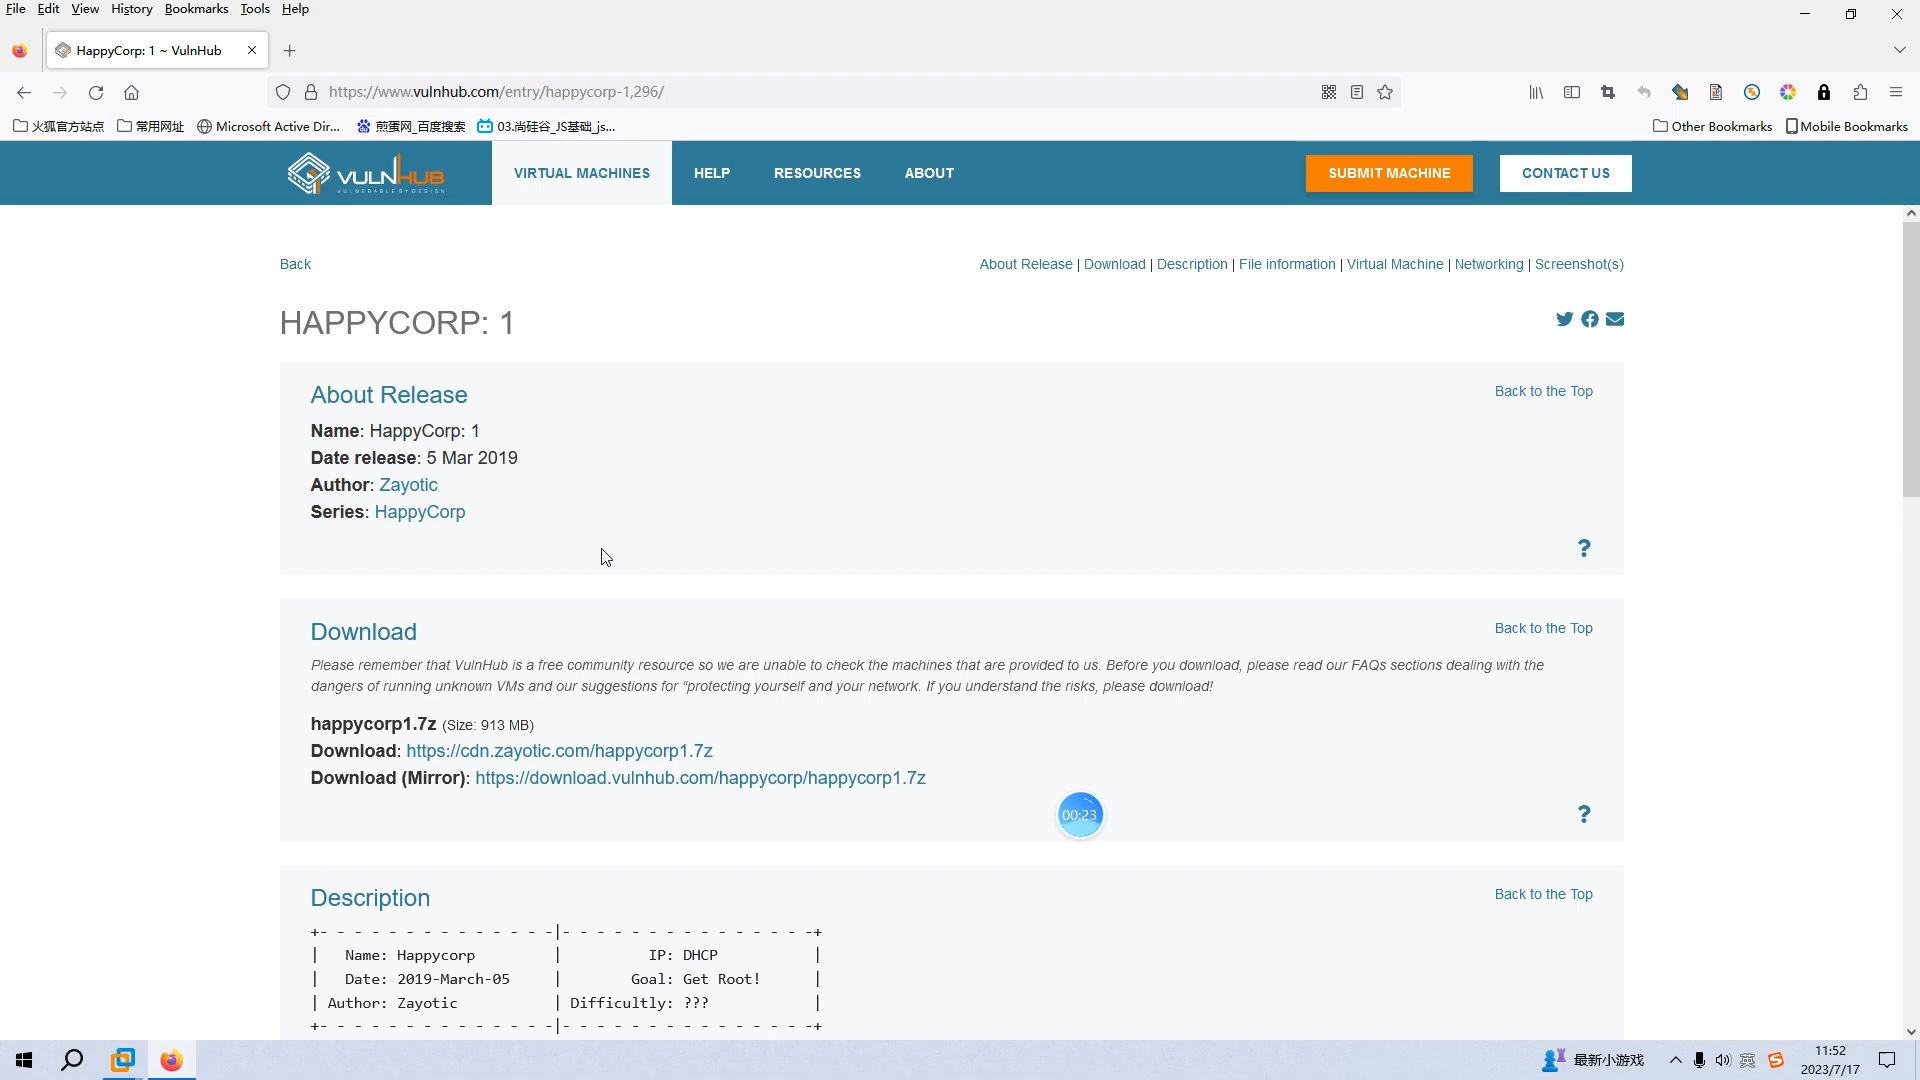 File Edit View History Bookmarks Tools Help
HappyCorp: 1 ~ VulnHub
https://www.vulnhub.com/entry/happycorp-1,296/
火狐官方站点 常用网址 Microsoft Active Dir... 煎蛋网_百度搜索 03.尚硅谷_JS基础_js... Other Bookmarks Mobile Bookmarks
VULNHUB VIRTUAL MACHINES HELP RESOURCES ABOUT SUBMIT MACHINE CONTACT US
VULNERABLE BY DESIGN
Back About Release | Download | Description | File information | Virtual Machine | Networking | Screenshot(s)
HAPPYCORP: 1
About Release Back to the Top
Name: HappyCorp: 1
Date release: 5 Mar 2019
Author: Zayotic
Series: HappyCorp
?
Download Back to the Top
Please remember that VulnHub is a free community resource so we are unable to check the machines that are provided to us. Before you download, please read our FAQs sections dealing with the
dangers of running unknown VMs and our suggestions for "protecting yourself and your network. If you understand the risks, please download!
happycorp1.7z (Size: 913 MB)
Download: https://cdn.zayotic.com/happycorp1.7z
Download (Mirror): https://download.vulnhub.com/happycorp/happycorp1.7z
00:23 ?
Description Back to the Top
+- - - - - - - - - - - - - -|- - - - - - - - - - - - - - -+
| Name: Happycorp | IP: DHCP |
| Date: 2019-March-05 | Goal: Get Root! |
| Author: Zayotic | Difficultly: ??? |
+- - - - - - - - - - - - - -|- - - - - - - - - - - - - - -+
最新小游戏 英 11:52
2023/7/17